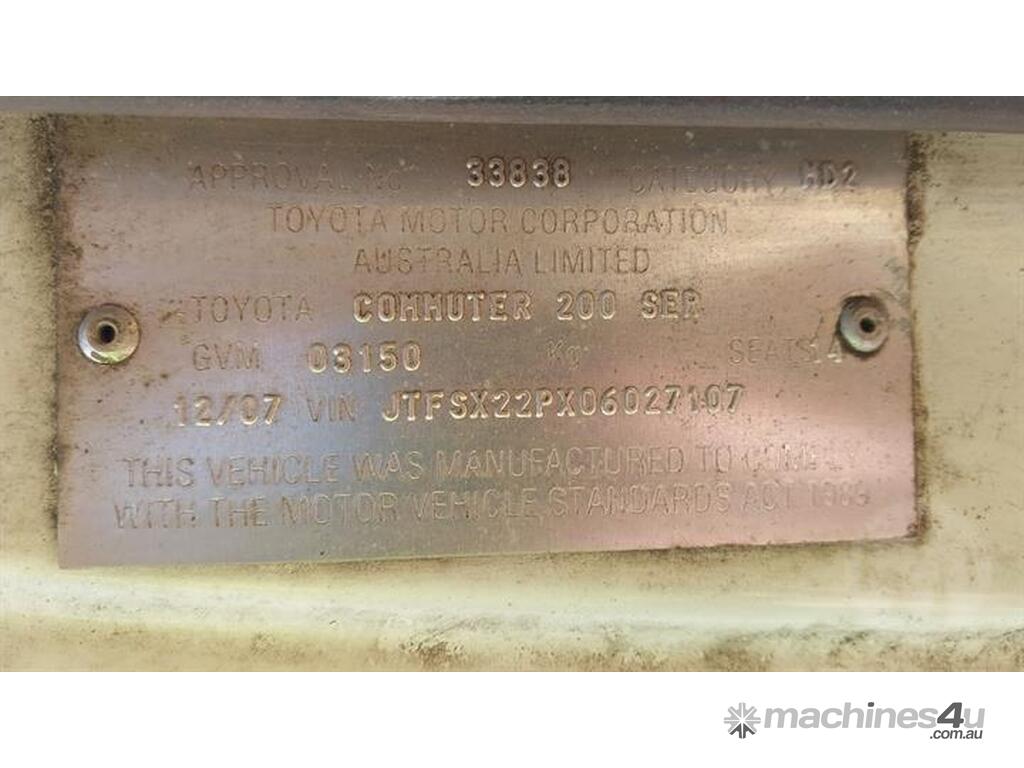 APPROVAL NO 33838 CATEGORY MD2
TOYOTA MOTOR CORPORATION
AUSTRALIA LIMITED
TOYOTA COMMUTER 200 SER
GVM 03150 Kg SEATS 14
12/07 VIN JTFSX22PX06027107
THIS VEHICLE WAS MANUFACTURED TO COMPLY
WITH THE MOTOR VEHICLE STANDARDS ACT 1989
machines4u
.com.au